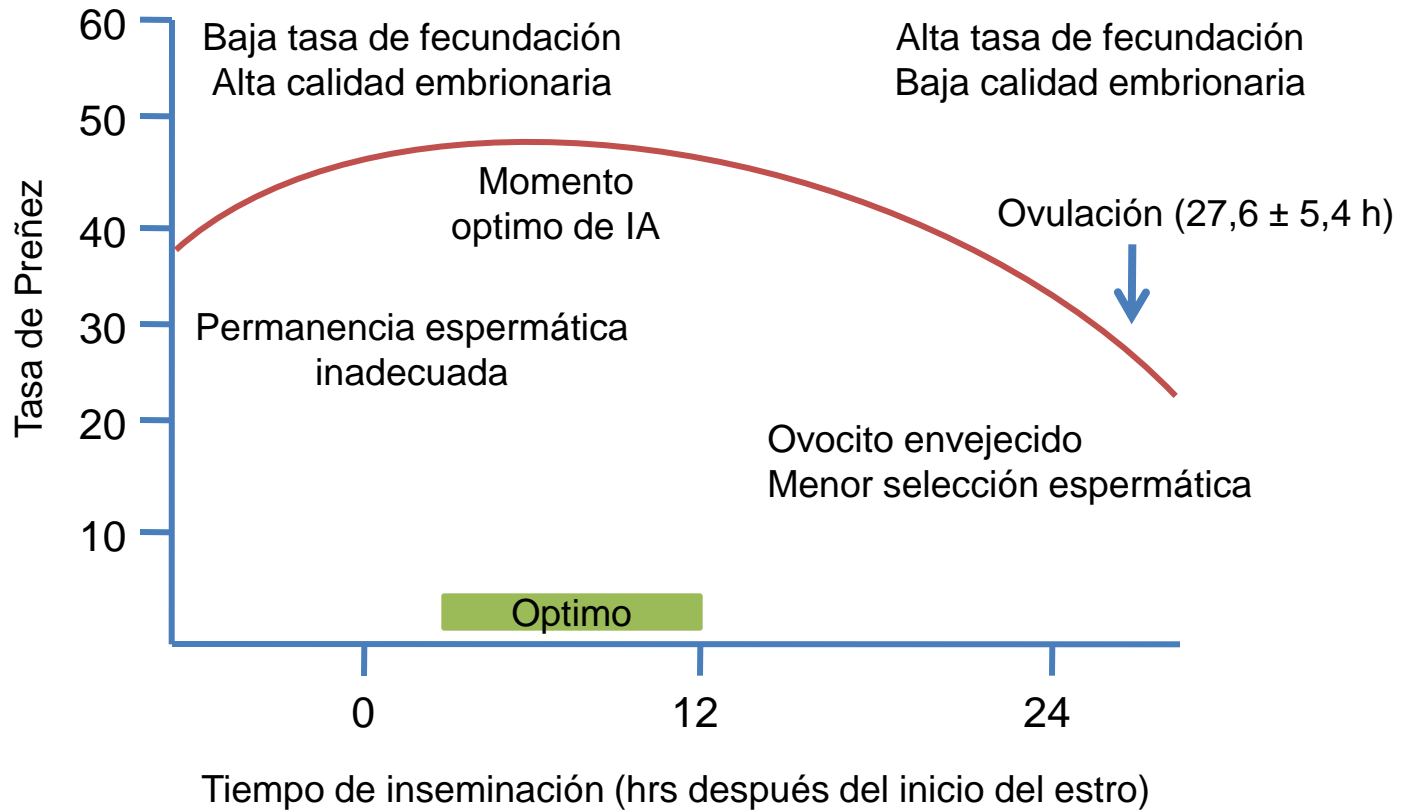 60
50
40
30
20
10
Tasa de Preñez
Baja tasa de fecundación
Alta calidad embrionaria
Alta tasa de fecundación
Baja calidad embrionaria
Momento
optimo de IA
Ovulación (27,6 ± 5,4 h)
Permanencia espermática
inadecuada
Ovocito envejecido
Menor selección espermática
Optimo
0
12
24
Tiempo de inseminación (hrs después del inicio del estro)